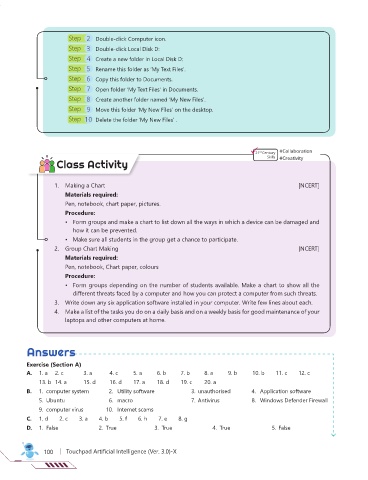 Step 2 Double-click Computer icon.
Step 3 Double-click Local Disk D:
Step 4 Create a new folder in Local Disk D:
Step 5 Rename this folder as 'My Text Files'.
Step 6 Copy this folder to Documents.
Step 7 Open folder 'My Text Files' in Documents.
Step 8 Create another folder named 'My New Files'.
Step 9 Move this folder 'My New Files' on the desktop.
Step 10 Delete the folder 'My New Files' .
21st Century Skills #Collaboration
#Creativity
Class Activity
1. Making a Chart [NCERT]
Materials required:
Pen, notebook, chart paper, pictures.
Procedure:
• Form groups and make a chart to list down all the ways in which a device can be damaged and
how it can be prevented.
• Make sure all students in the group get a chance to participate.
2. Group Chart Making [NCERT]
Materials required:
Pen, notebook, Chart paper, colours
Procedure:
• Form groups depending on the number of students available. Make a chart to show all the
different threats faced by a computer and how you can protect a computer from such threats.
3. Write down any six application software installed in your computer. Write few lines about each.
4. Make a list of the tasks you do on a daily basis and on a weekly basis for good maintanance of your
laptops and other computers at home.
Answers
Exercise (Section A)
A. 1. a 2. c 3. a 4. c 5. a 6. b 7. b 8. a 9. b 10. b 11. c 12. c
13. b 14. a 15. d 16. d 17. a 18. d 19. c 20. a
B. 1. computer system 2. Utility software 3. unauthorised 4. Application software
5. Ubuntu 6. macro 7. Antivirus 8. Windows Defender Firewall
9. computer virus 10. Internet scams
C. 1. d 2. c 3. a 4. b 5. f 6. h 7. e 8. g
D. 1. False 2. True 3. True 4. True 5. False
100 Touchpad Artificial Intelligence (Ver. 3.0)-X